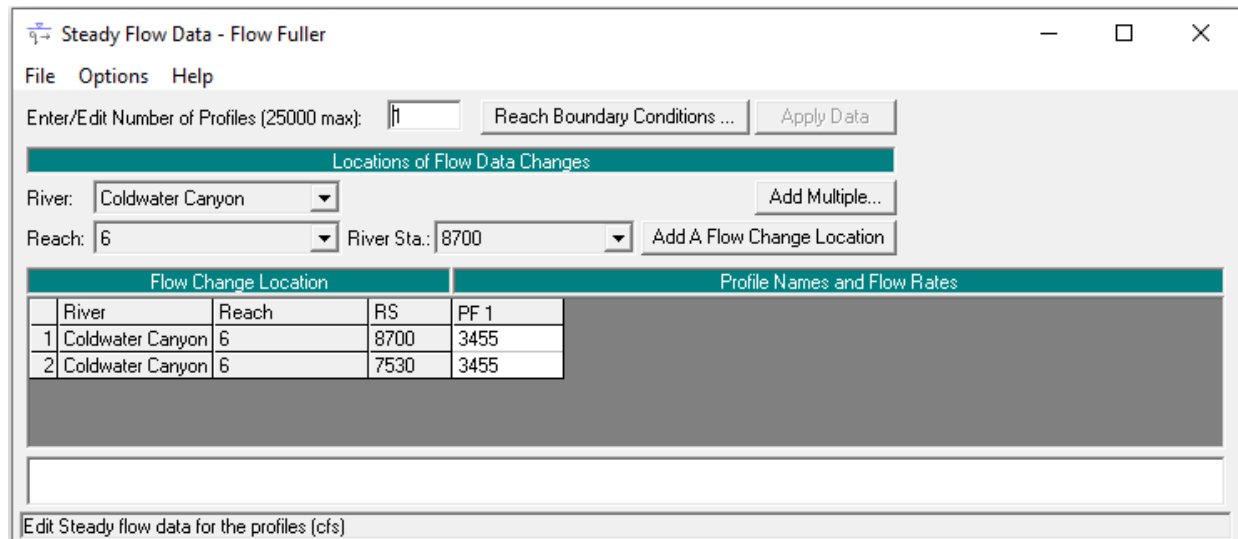 Steady Flow Data - Flow Fuller
File Options Help
Enter/Edit Number of Profiles (25000 max): 1 Reach Boundary Conditions ... Apply Data
Locations of Flow Data Changes
River: Coldwater Canyon Add Multiple...
Reach: 6 River Sta.: 8700 Add A Flow Change Location
Flow Change Location Profile Names and Flow Rates
River Reach RS PF 1
1 Coldwater Canyon 6 8700 3455
2 Coldwater Canyon 6 7530 3455
Edit Steady flow data for the profiles (cfs)